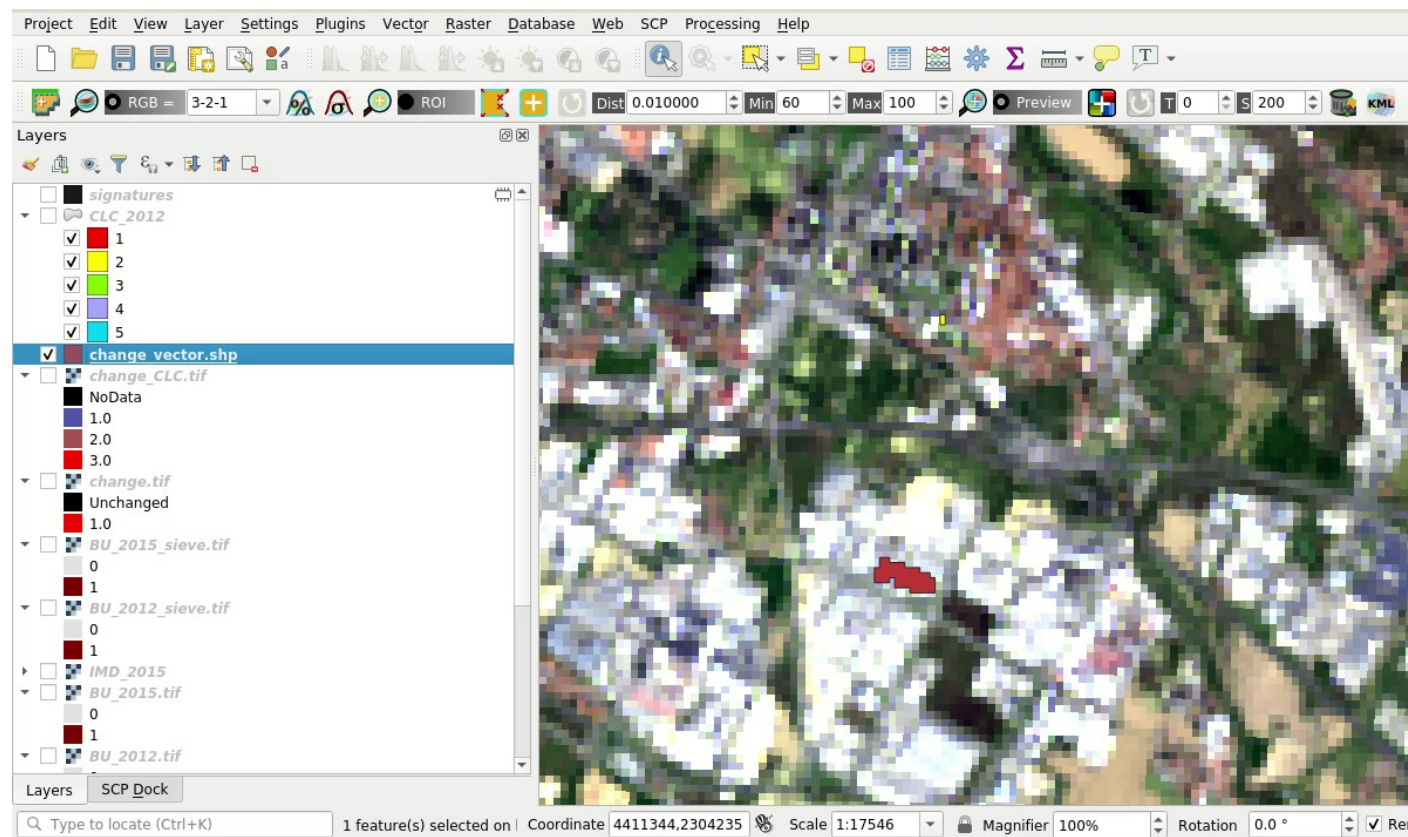 Project Edit View Layer Settings Plugins Vector Raster Database Web SCP Processing Help
a Σ T
RGB = 3-2-1 % σ ROI Dist 0.010000 Min 60 Max 100 Preview T 0 S 200 KML
Layers
signatures
CLC_2012
1
2
3
4
5
change_vector.shp
change_CLC.tif
NoData
1.0
2.0
3.0
change.tif
Unchanged
1.0
BU_2015_sieve.tif
0
1
BU_2012_sieve.tif
0
1
IMD_2015
BU_2015.tif
0
1
BU_2012.tif
Layers SCP Dock
Type to locate (Ctrl+K) 1 feature(s) selected on Coordinate 4411344,2304235 Scale 1:17546 Magnifier 100% Rotation 0.0 °